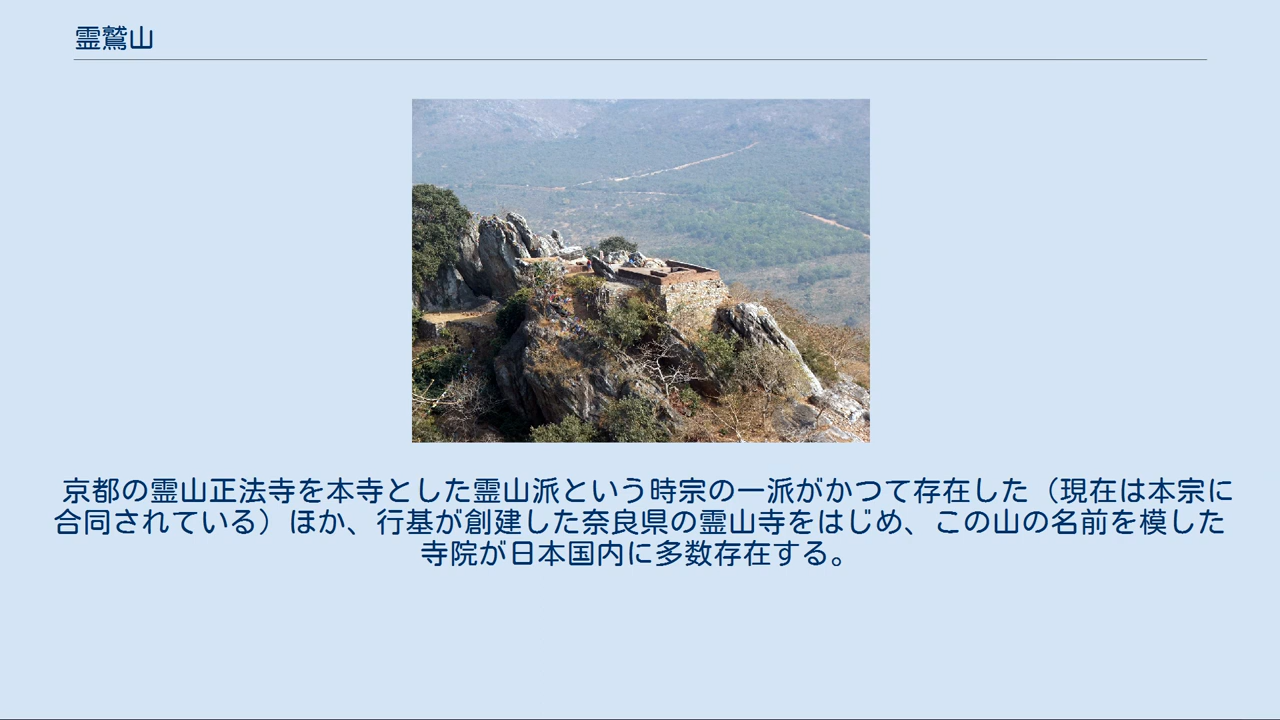 霊鷲山
京都の霊山正法寺を本寺とした霊山派という時宗の一派がかつて存在した（現在は本宗に
合同されている）ほか、行基が創建した奈良県の霊山寺をはじめ、この山の名前を模した
寺院が日本国内に多数存在する。